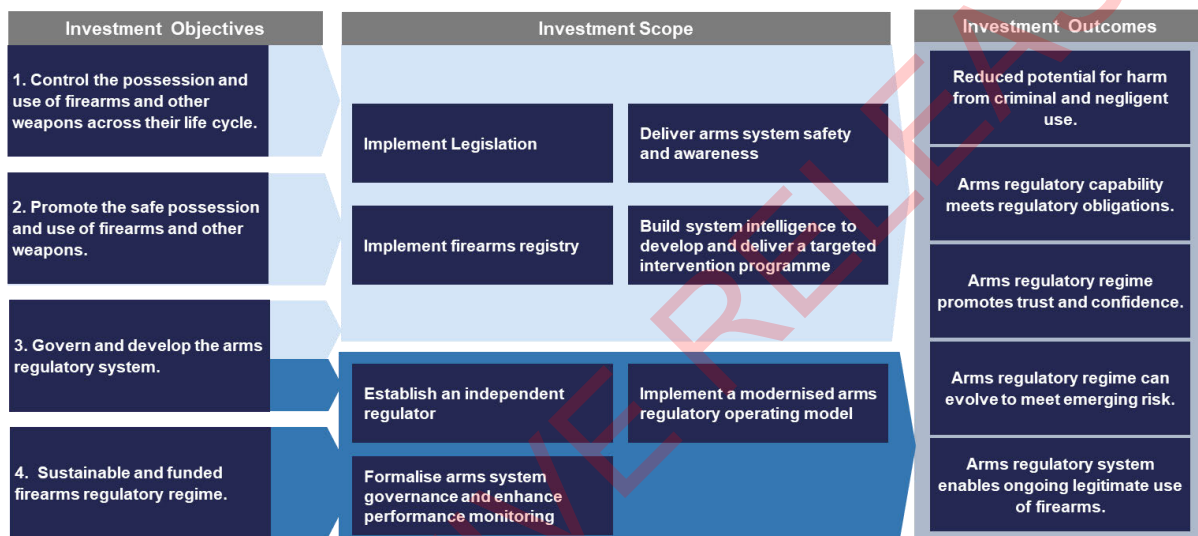 Investment Objectives
1. Control the possession and
use of firearms and other
weapons across their life cycle.
2. Promote the safe possession
and use of firearms and other
weapons.
3. Govern and develop the arms
regulatory system.
4. Sustainable and funded
firearms regulatory regime.
Investment Scope
Implement Legislation
Deliver arms system safety
and awareness
Implement firearms registry
Build system intelligence to
develop and deliver a targeted
intervention programme
Establish an independent
regulator
Implement a modernised arms
regulatory operating model
Formalise arms system
governance and enhance
performance monitoring
Investment Outcomes
Reduced potential for harm
from criminal and negligent
use.
Arms regulatory capability
meets regulatory obligations.
Arms regulatory regime
promotes trust and confidence.
Arms regulatory regime can
evolve to meet emerging risk.
Arms regulatory system
enables ongoing legitimate use
of firearms.